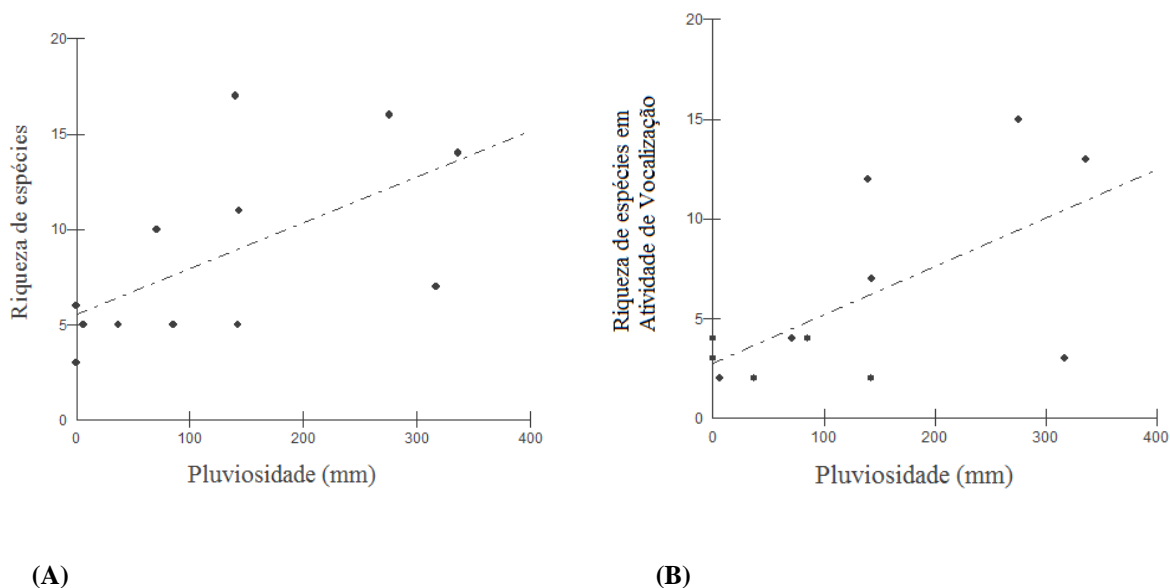 20
15
10
5
0
0
100
200
300
400
Riqueza de espécies
Pluviosidade (mm)
20
15
10
5
0
0
100
200
300
400
Riqueza de espécies em
Atividade de Vocalização
Pluviosidade (mm)
(A)
(B)